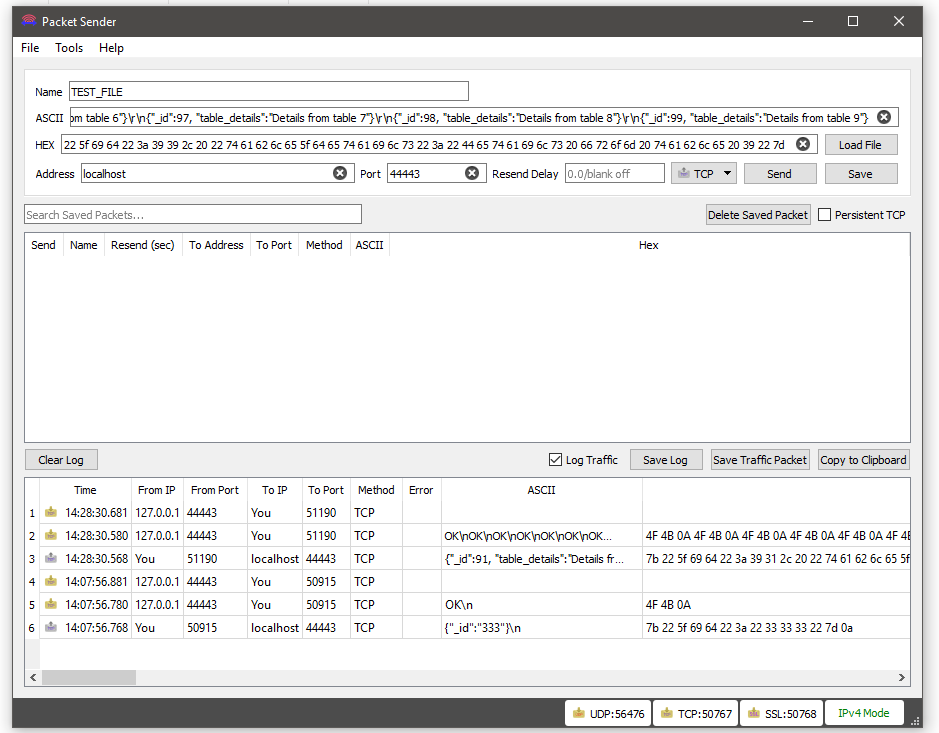 Packet Sender
File Tools Help
Name TEST_FILE
ASCII om table 6"}\r\n{"_id":97, "table_details":"Details from table 7"}\r\n{"_id":98, "table_details":"Details from table 8"}\r\n{"_id":99, "table_details":"Details from table 9"}
HEX 22 5f 69 64 22 3a 39 39 2c 20 22 74 61 62 6c 65 5f 64 65 74 61 69 6c 73 22 3a 22 44 65 74 61 69 6c 73 20 66 72 6f 6d 20 74 61 62 6c 65 20 39 22 7d Load File
Address localhost Port 44443 Resend Delay 0.0/blank off TCP Send Save
Search Saved Packets... Delete Saved Packet Persistent TCP
Send Name Resend (sec) To Address To Port Method ASCII Hex
Clear Log Log Traffic Save Log Save Traffic Packet Copy to Clipboard
Time From IP From Port To IP To Port Method Error ASCII
1 14:28:30.681 127.0.0.1 44443 You 51190 TCP
2 14:28:30.580 127.0.0.1 44443 You 51190 TCP OK\nOK\nOK\nOK\nOK\nOK\nOK... 4F 4B 0A 4F 4B 0A 4F 4B 0A 4F 4B 0A 4F 4B 0A 4F 4B
3 14:28:30.568 You 51190 localhost 44443 TCP {"_id":91, "table_details":"Details fr... 7b 22 5f 69 64 22 3a 39 31 2c 20 22 74 61 62 6c 65 5f
4 14:07:56.881 127.0.0.1 44443 You 50915 TCP
5 14:07:56.780 127.0.0.1 44443 You 50915 TCP OK\n 4F 4B 0A
6 14:07:56.768 You 50915 localhost 44443 TCP {"_id":"333"}\n 7b 22 5f 69 64 22 3a 22 33 33 33 22 7d 0a
UDP:56476 TCP:50767 SSL:50768 IPv4 Mode